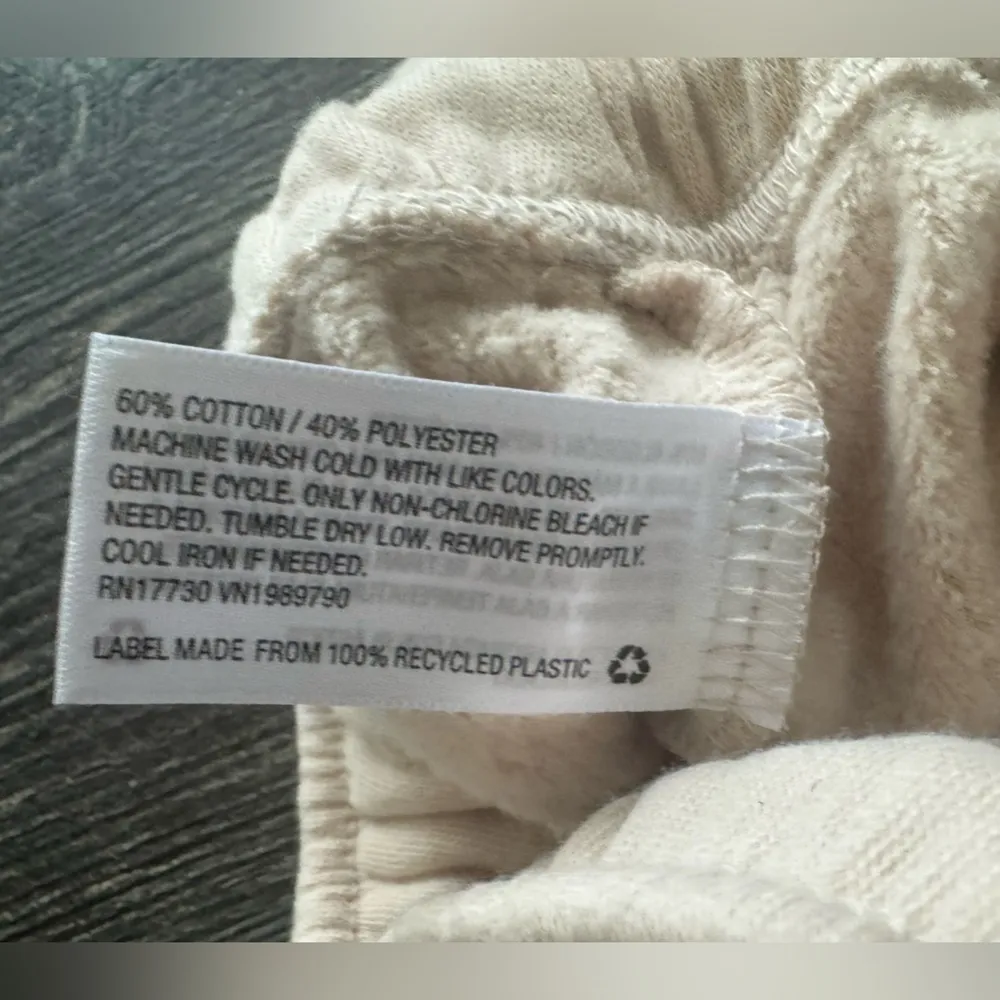 60% COTTON / 40% POLYESTER
MACHINE WASH COLD WITH LIKE COLORS.
GENTLE CYCLE. ONLY NON-CHLORINE BLEACH IF
NEEDED. TUMBLE DRY LOW. REMOVE PROMPTLY.
COOL IRON IF NEEDED.
RN17730 VN1989790
LABEL MADE FROM 100% RECYCLED PLASTIC